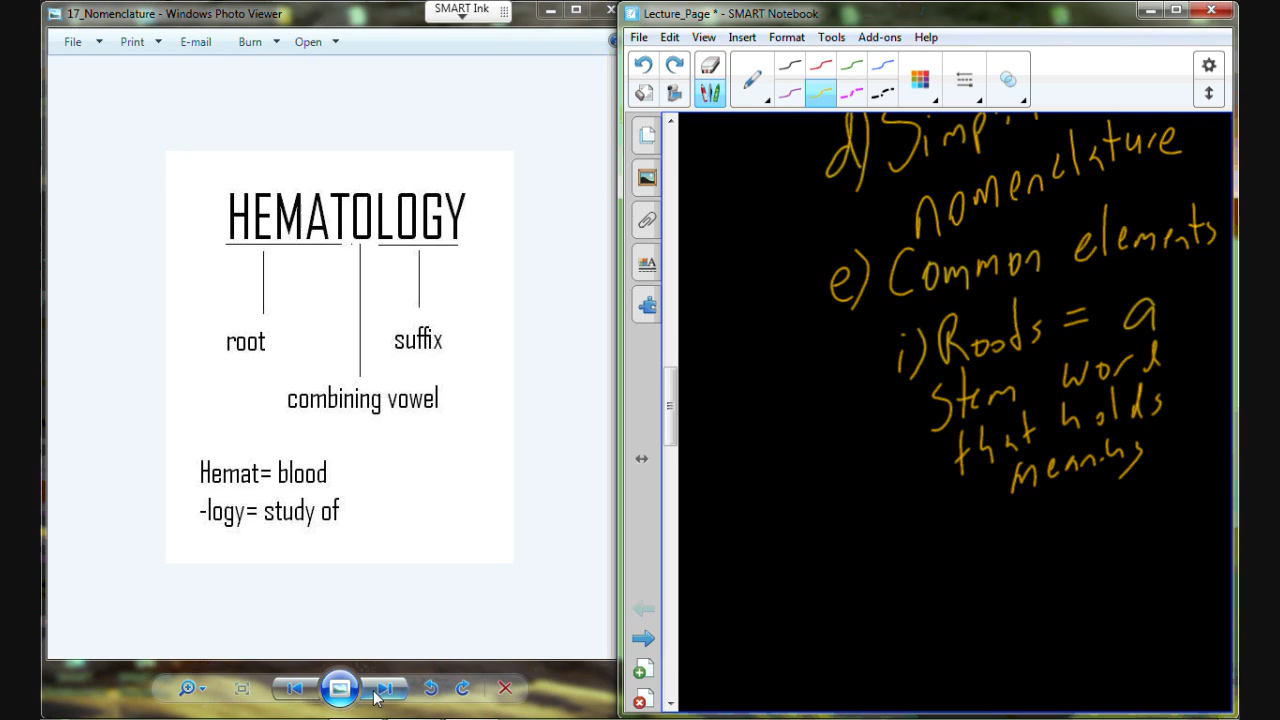 17_Nomenclature - Windows Photo Viewer
SMART Ink
File Print E-mail Burn Open
HEMATOLOGY
root
suffix
combining vowel
Hemat= blood
-logy= study of
Lecture_Page * - SMART Notebook
File Edit View Insert Format Tools Add-ons Help
d)
nomenclature
e) Common elements
i) Roods = a
stem word
that holds
meaning